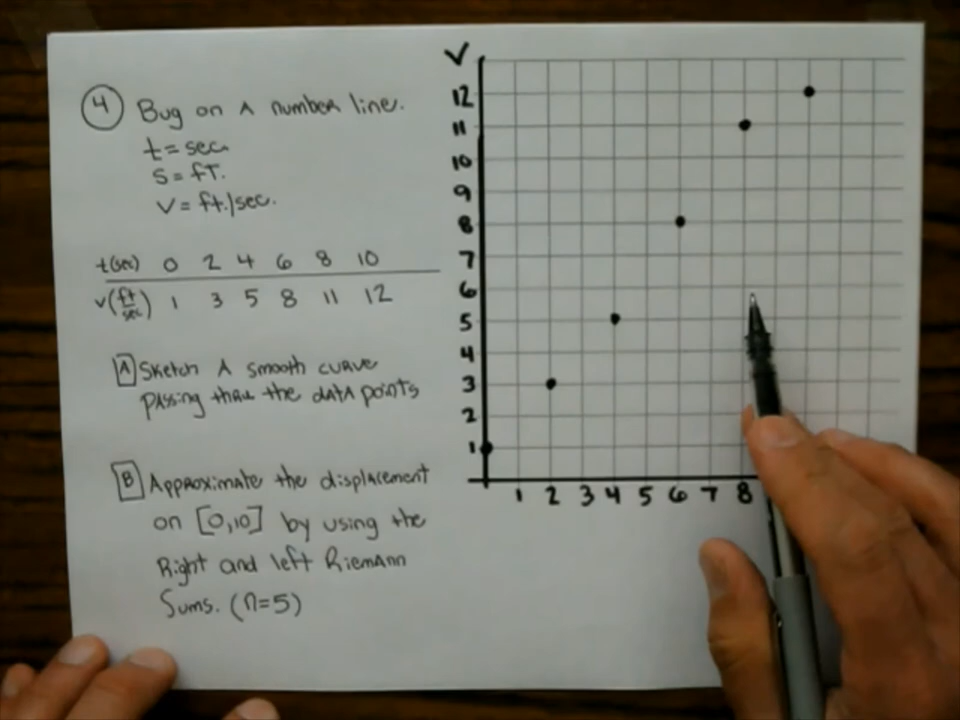 4 Bug on A number line.
t = sec.
s = fT.
v = ft./sec.
t(sec) 0 2 4 6 8 10
v(ft/sec) 1 3 5 8 11 12
A Sketch A smooth curve
passing thru the data points
B Approximate the displacement
on [0,10] by using the
Right and left Riemann
Sums. (n=5)
V
12
11
10
9
8
7
6
5
4
3
2
1
1 2 3 4 5 6 7 8